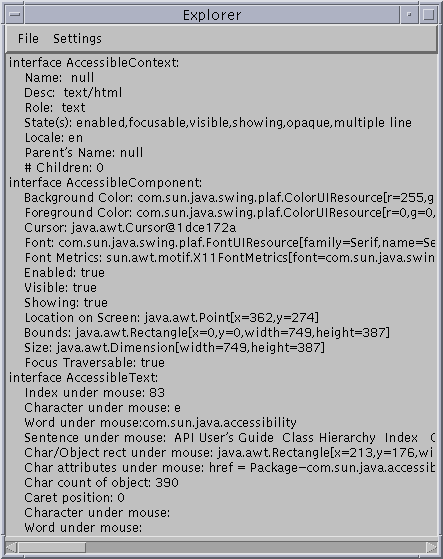 Explorer
File Settings
interface AccessibleContext:
Name: null
Desc: text/html
Role: text
State(s): enabled,focusable,visible,showing,opaque,multiple line
Locale: en
Parent's Name: null
# Children: 0
interface AccessibleComponent:
Background Color: com.sun.java.swing.plaf.ColorUIResource[r=255,g
Foreground Color: com.sun.java.swing.plaf.ColorUIResource[r=0,g=0,
Cursor: java.awt.Cursor@1dce172a
Font: com.sun.java.swing.plaf.FontUIResource[family=Serif,name=Se
Font Metrics: sun.awt.motif.X11FontMetrics[font=com.sun.java.swin
Enabled: true
Visible: true
Showing: true
Location on Screen: java.awt.Point[x=362,y=274]
Bounds: java.awt.Rectangle[x=0,y=0,width=749,height=387]
Size: java.awt.Dimension[width=749,height=387]
Focus Traversable: true
interface AccessibleText:
Index under mouse: 83
Character under mouse: e
Word under mouse:com.sun.java.accessibility
Sentence under mouse: API User's Guide Class Hierarchy Index
Char/Object rect under mouse: java.awt.Rectangle[x=213,y=176,wi
Char attributes under mouse: href = Package-com.sun.java.accessib
Char count of object: 390
Caret position: 0
Character under mouse:
Word under mouse: